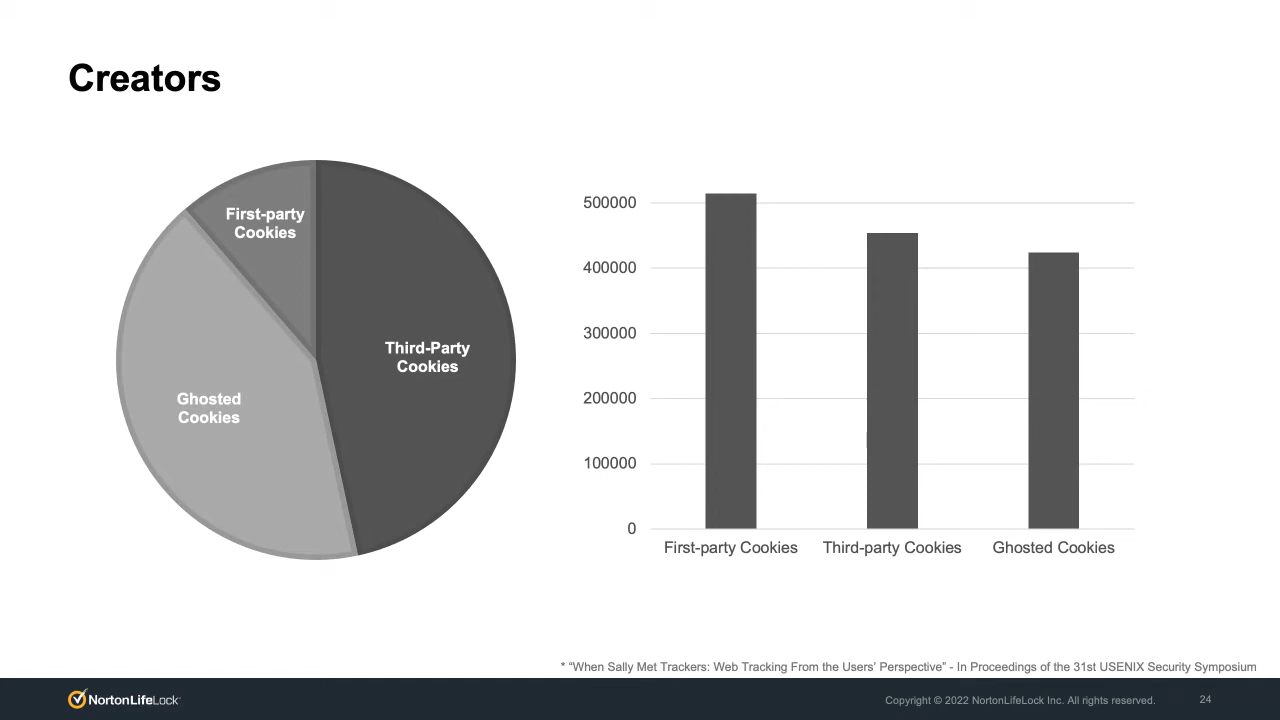 Creators
First-party
Cookies
Third-Party
Cookies
Ghosted
Cookies
500000
400000
300000
200000
100000
0
First-party Cookies
Third-party Cookies
Ghosted Cookies
* “When Sally Met Trackers: Web Tracking From the Users’ Perspective” - In Proceedings of the 31st USENIX Security Symposium
NortonLifeLock
Copyright © 2022 NortonLifeLock Inc. All rights reserved.
24